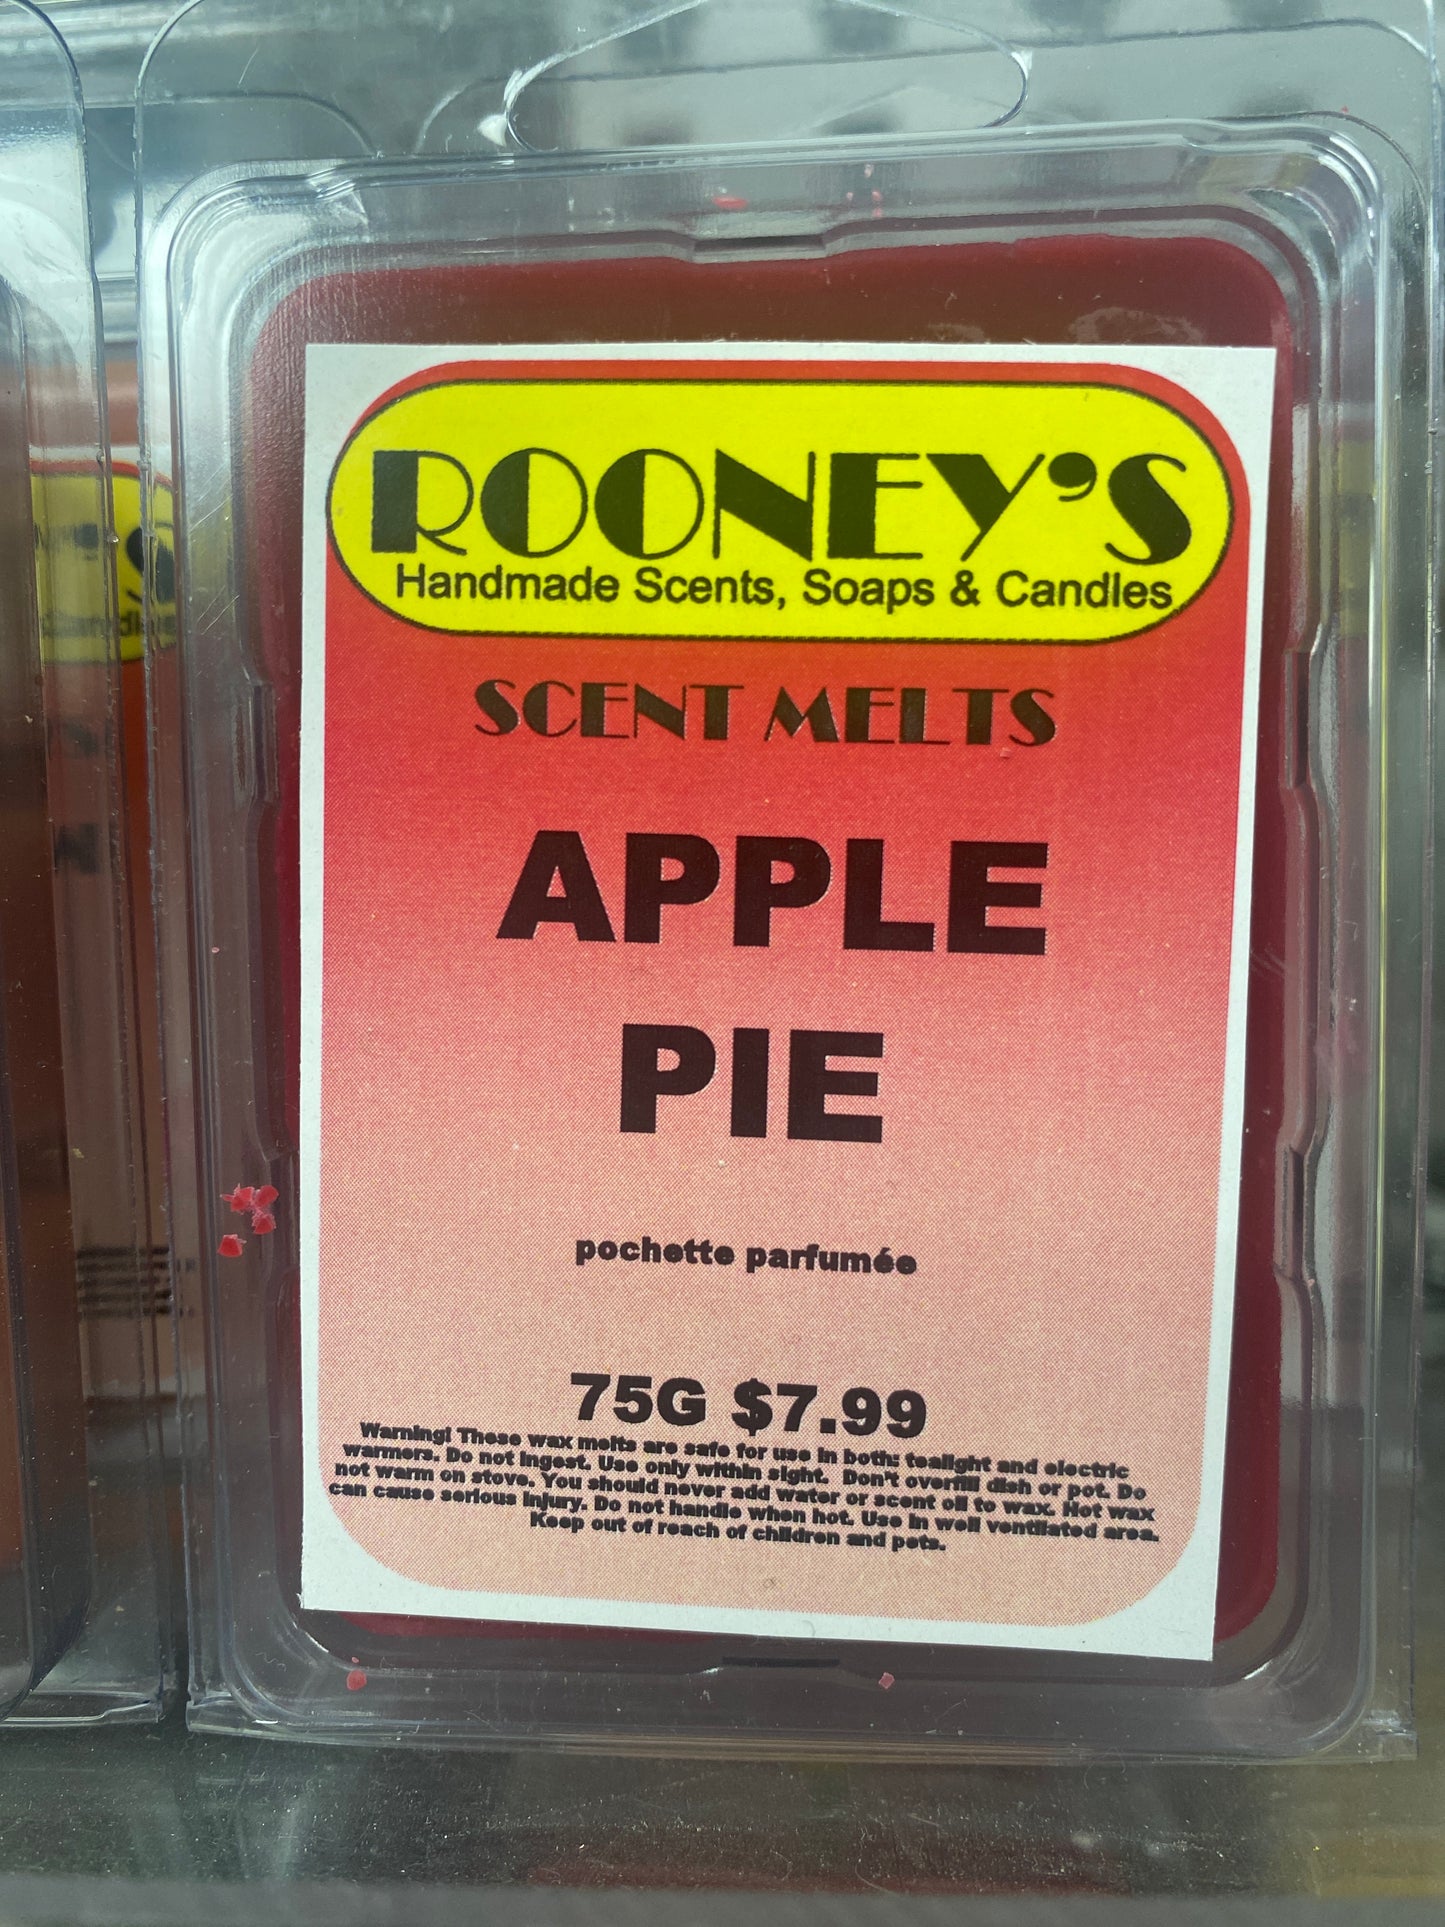 ROONEY'S
Handmade Scents, Soaps & Candles
SCENT MELTS
APPLE
PIE
pochette parfumée
75G $7.99
Warning! These wax melts are safe for use in both: tealight and electric
warmers. Do not ingest. Use only within sight. Don't overfill dish or pot. Do
not warm on stove. You should never add water or scent oil to wax. Hot wax
can cause serious injury. Do not handle when hot. Use in well ventilated area.
Keep out of reach of children and pets.